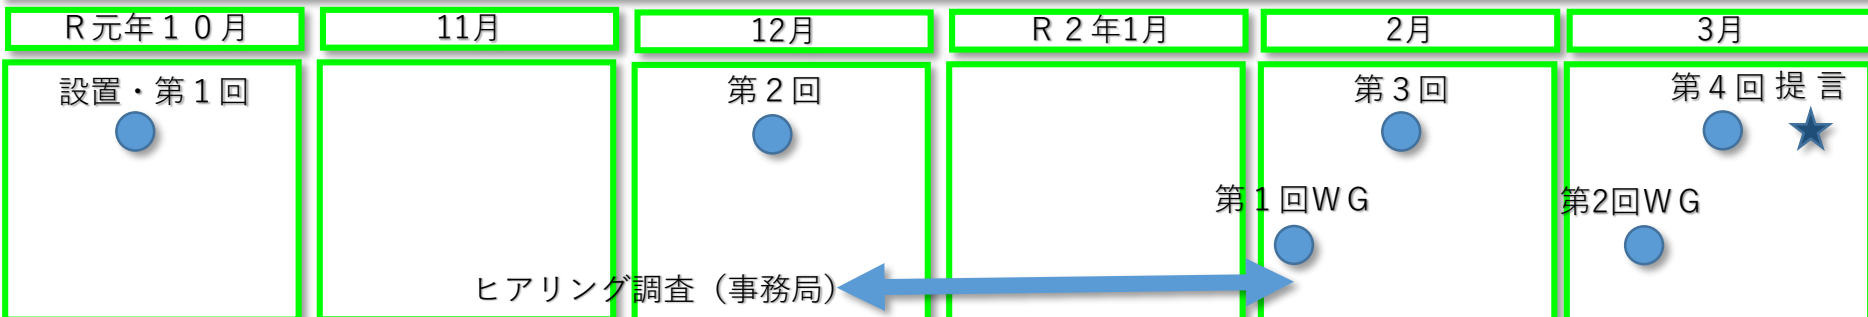 Ｒ元年１０月
11月
12月
Ｒ２年1月
2月
3月
設置・第１回
第２回
第３回
第４回 提言
第１回ＷＧ
第2回ＷＧ
ヒアリング調査（事務局）